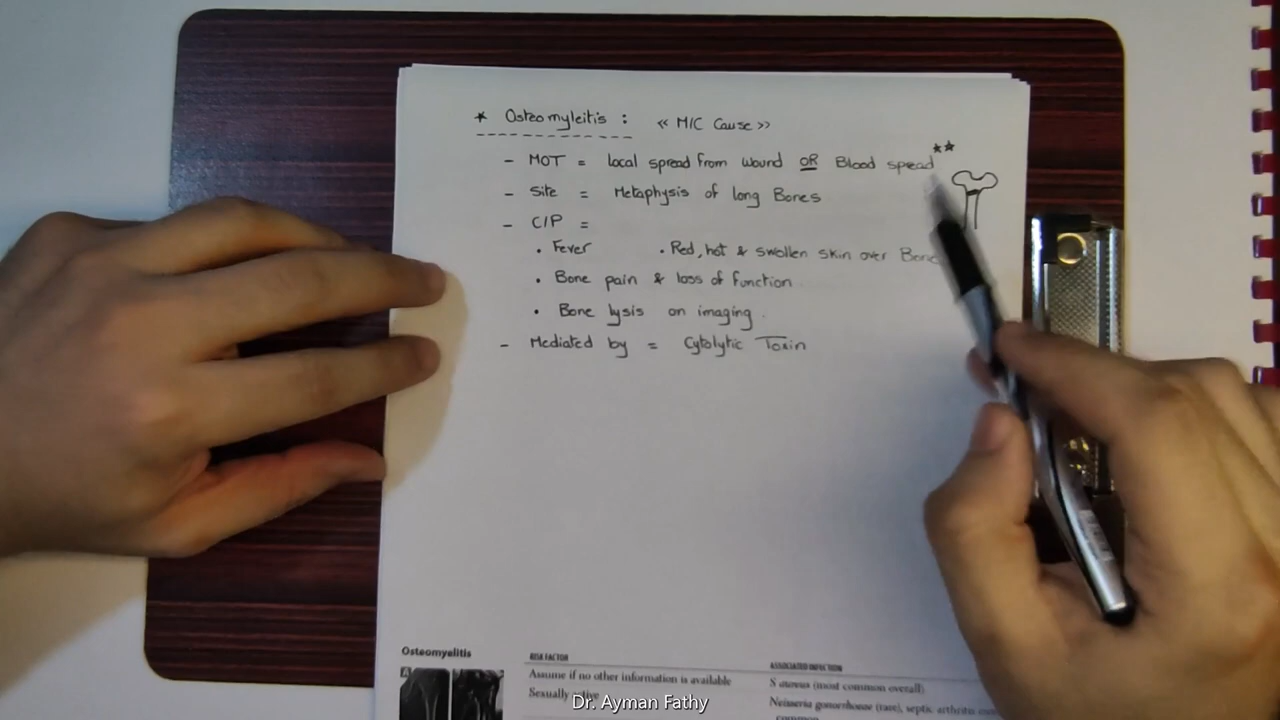 * Osteomyleitis : << M/C Cause >>
- MOT = local spread from wound OR Blood spread **
- Site = Metaphysis of long Bones
- C/P =
• Fever • Red, hot & swollen skin over Bone
• Bone pain & loss of function
• Bone lysis on imaging.
- Mediated by = Cytolytic Toxin
Osteomyelitis
RISK FACTOR ASSOCIATED INFECTION
A
Assume if no other information is available S aureus (most common overall)
Sexually active Neisseria gonorrhoeae (rare), septic arthritis
common
Dr. Ayman Fathy